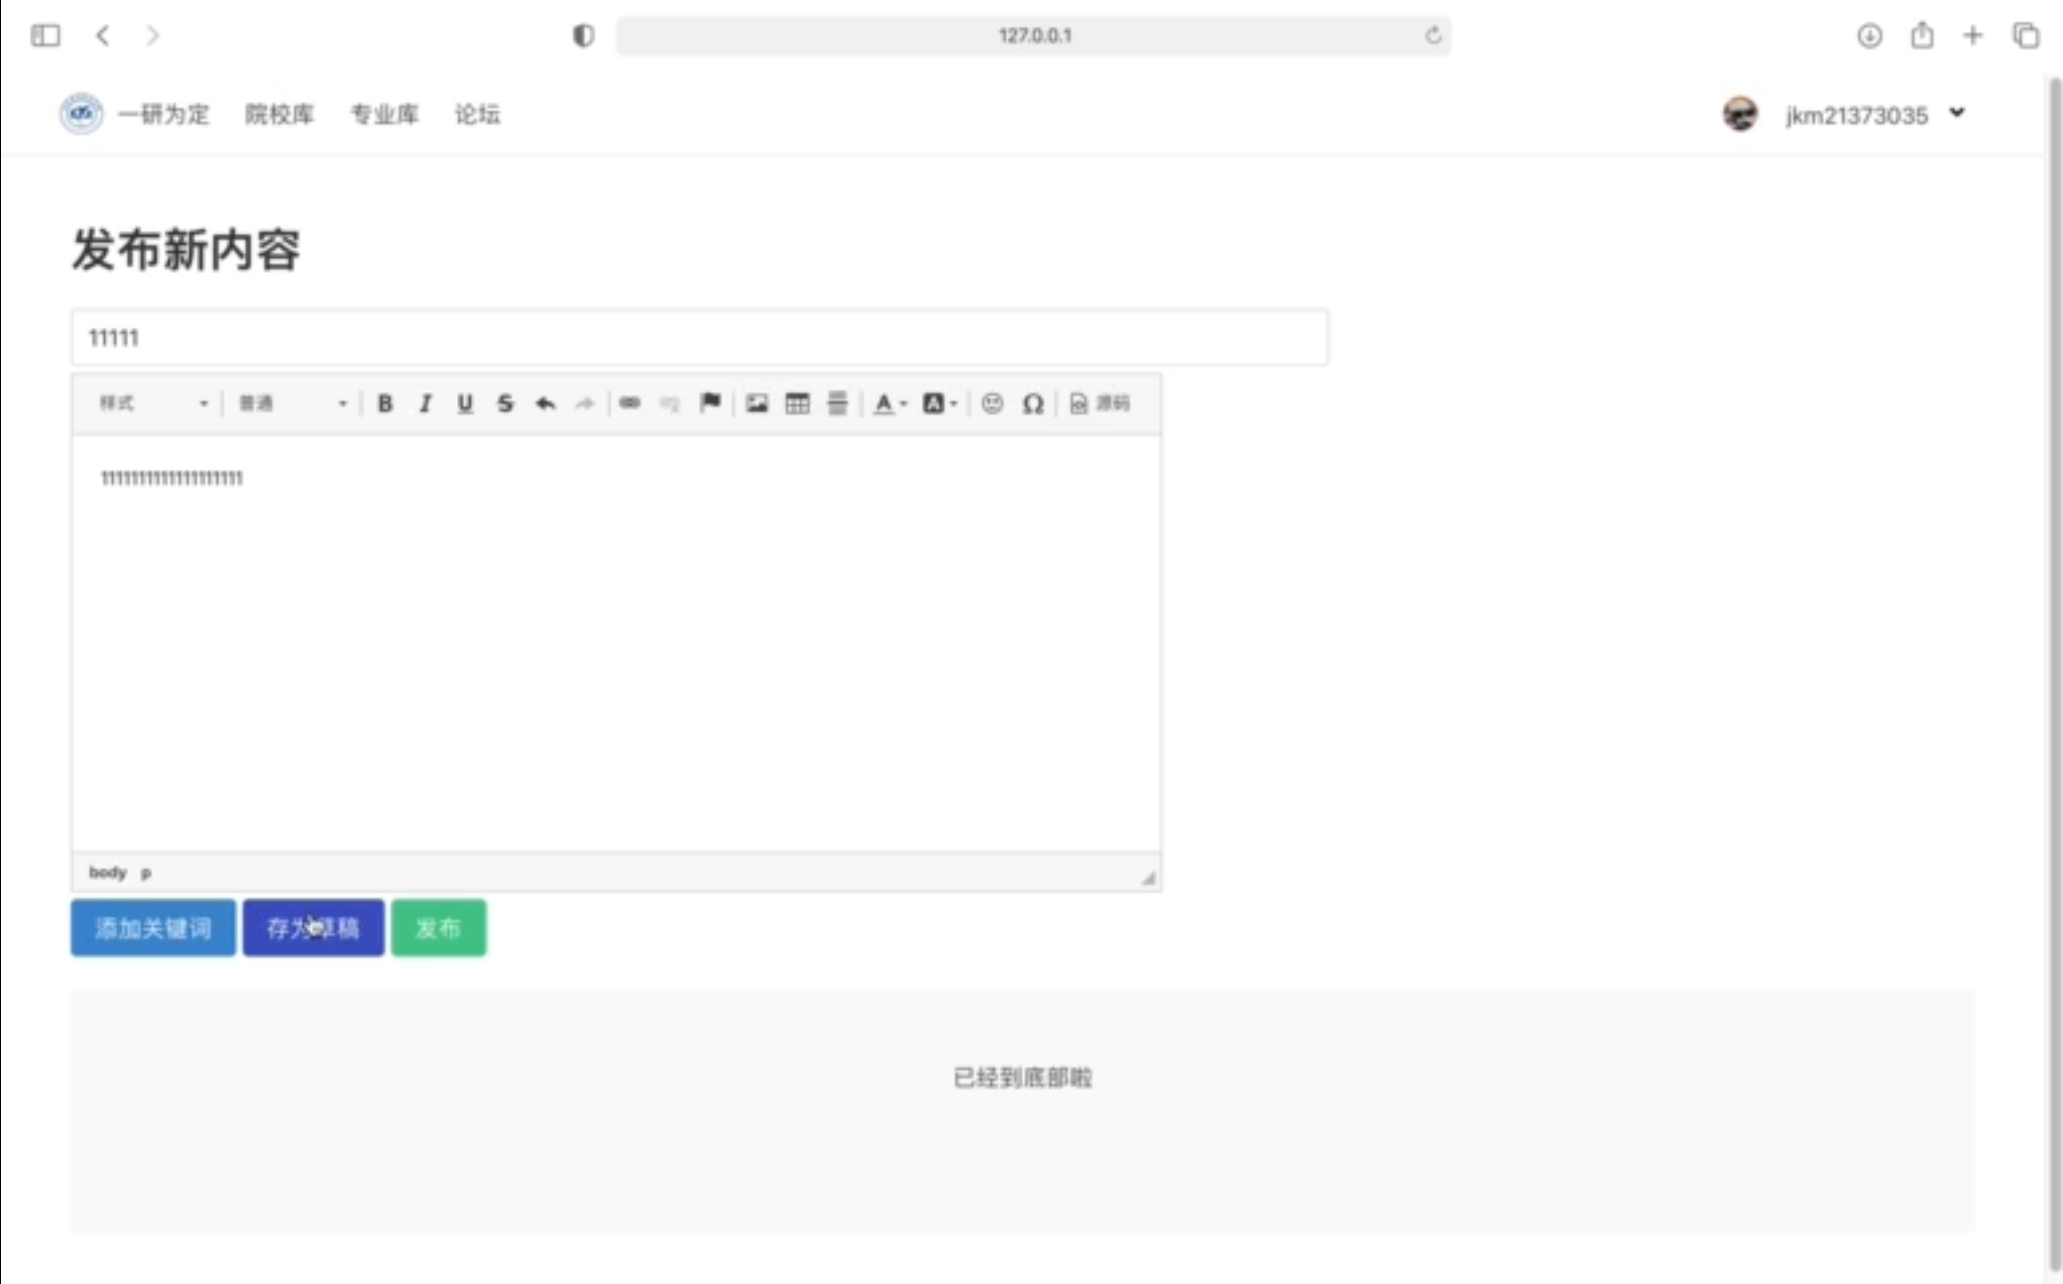 127.0.0.1
一研为定 院校库 专业库 论坛 jkm21373035
发布新内容
11111
样式 普通 B I U S A A Ω 源码
body p
添加关键词 存为草稿 发布
已经到底部啦